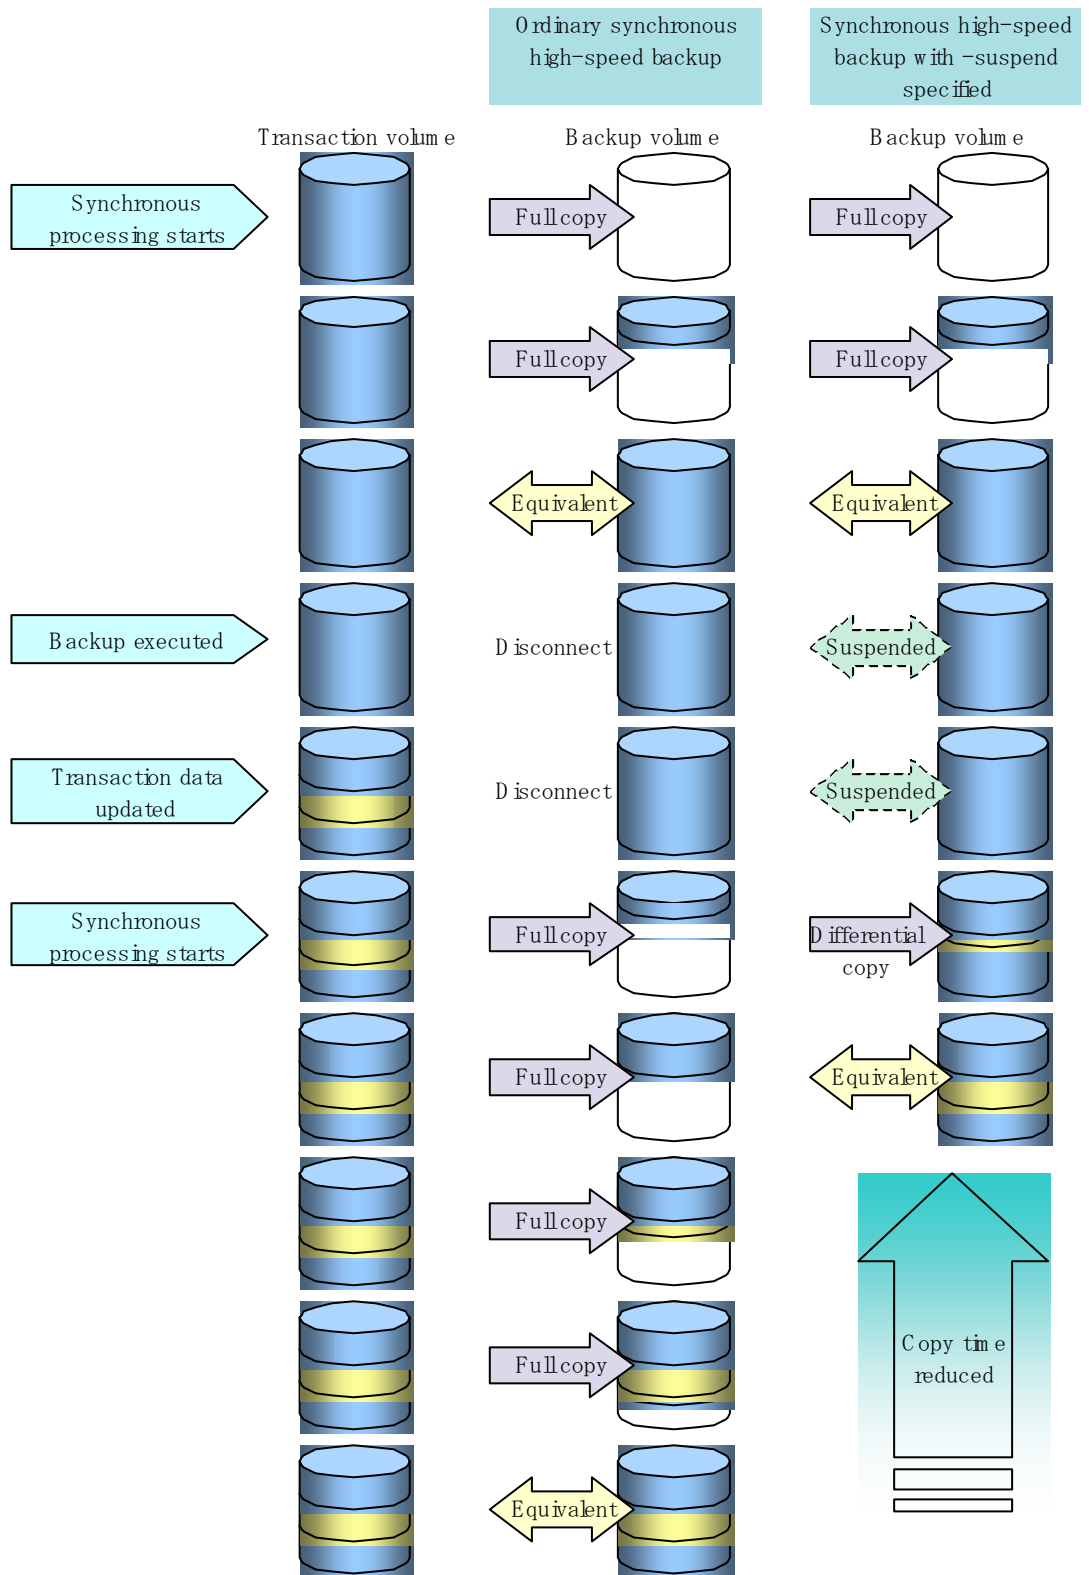 Ordinary synchronous
high-speed backup
Synchronous high-speed
backup with -suspend
specified
Transaction volume
Backup volume
Backup volume
Synchronous
processing starts
Full copy
Full copy
Full copy
Full copy
Equivalent
Equivalent
Backup executed
Disconnect
Suspended
Transaction data
updated
Disconnect
Suspended
Synchronous
processing starts
Full copy
Differential
copy
Full copy
Equivalent
Full copy
Copy time
reduced
Full copy
Equivalent